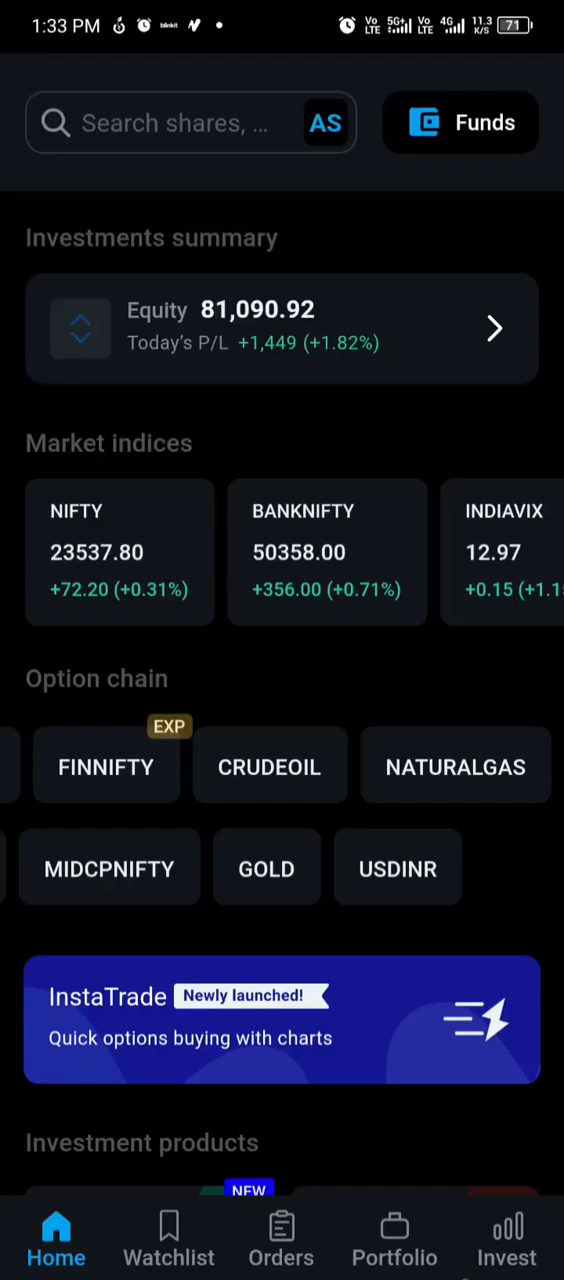 1:33 PM blinkit Vo LTE 5G+ Vo LTE 4G 11.3 K/S 71
Search shares, ... AS Funds
Investments summary
Equity 81,090.92
Today's P/L +1,449 (+1.82%)
Market indices
NIFTY BANKNIFTY INDIAVIX
23537.80 50358.00 12.97
+72.20 (+0.31%) +356.00 (+0.71%) +0.15 (+1.1
Option chain
EXP
FINNIFTY CRUDEOIL NATURALGAS
MIDCPNIFTY GOLD USDINR
InstaTrade Newly launched!
Quick options buying with charts
Investment products
NEW
Home Watchlist Orders Portfolio Invest